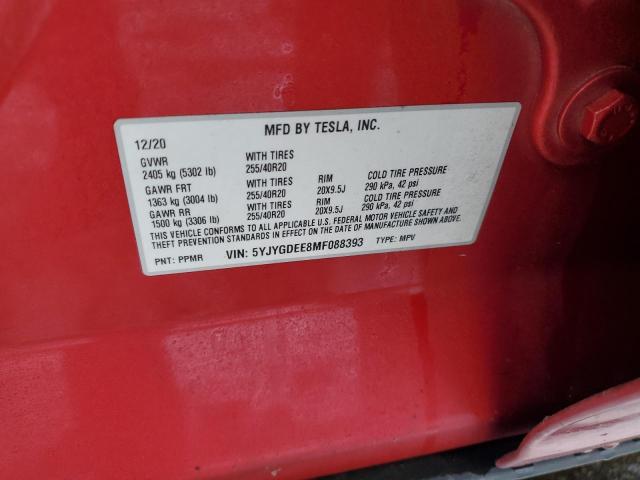 MFD BY TESLA, INC.
12/20
GVWR WITH TIRES
2405 kg (5302 lb) 255/40R20 RIM COLD TIRE PRESSURE
GAWR FRT WITH TIRES 20X9.5J 290 kPa, 42 psi
1363 kg (3004 lb) 255/40R20 RIM COLD TIRE PRESSURE
GAWR RR WITH TIRES 20X9.5J 290 kPa, 42 psi
1500 kg (3306 lb) 255/40R20
THIS VEHICLE CONFORMS TO ALL APPLICABLE U.S. FEDERAL MOTOR VEHICLE SAFETY AND
THEFT PREVENTION STANDARDS IN EFFECT ON THE DATE OF MANUFACTURE SHOWN ABOVE.
PNT: PPMR VIN: 5YJYGDEE8MF088393 TYPE: MPV